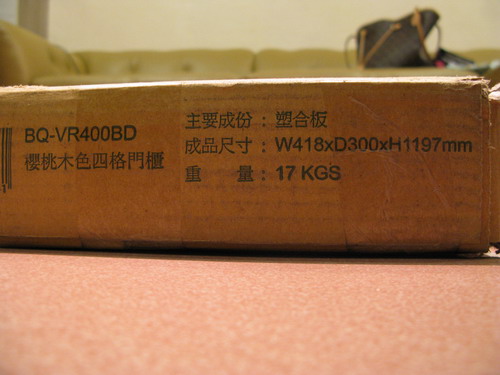 BQ-VR400BD
櫻桃木色四格門櫃
主要成份：塑合板
成品尺寸：W418xD300xH1197mm
重　　量：17 KGS